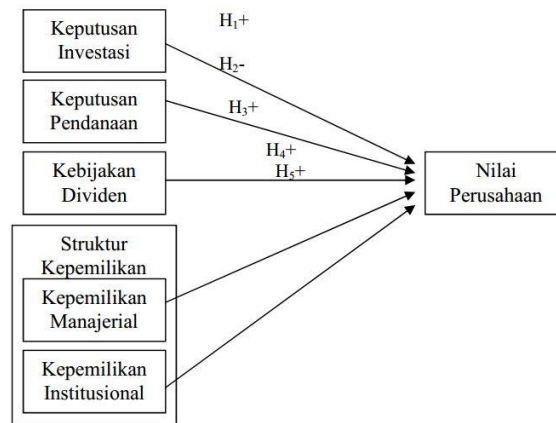 Keputusan
Investasi
H₁+
H₂-
Keputusan
Pendanaan
H₃+
H₄+
Kebijakan
Dividen
H₅+
Nilai
Perusahaan
Struktur
Kepemilikan
Kepemilikan
Manajerial
Kepemilikan
Institusional